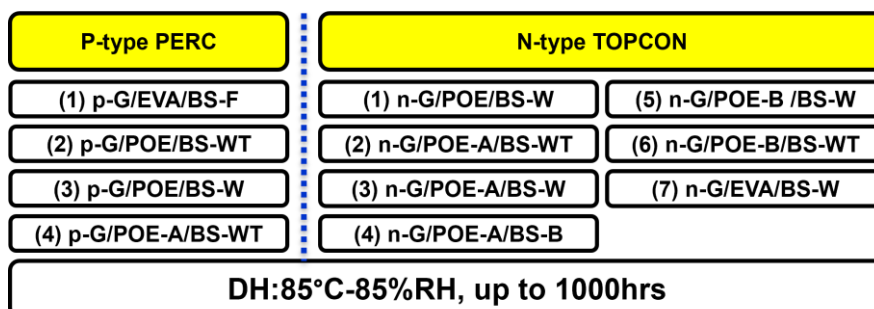 P-type PERC
N-type TOPCON
(1) p-G/EVA/BS-F
(2) p-G/POE/BS-WT
(3) p-G/POE/BS-W
(4) p-G/POE-A/BS-WT
(1) n-G/POE/BS-W
(2) n-G/POE-A/BS-WT
(3) n-G/POE-A/BS-W
(4) n-G/POE-A/BS-B
(5) n-G/POE-B /BS-W
(6) n-G/POE-B/BS-WT
(7) n-G/EVA/BS-W
DH:85°C-85%RH, up to 1000hrs